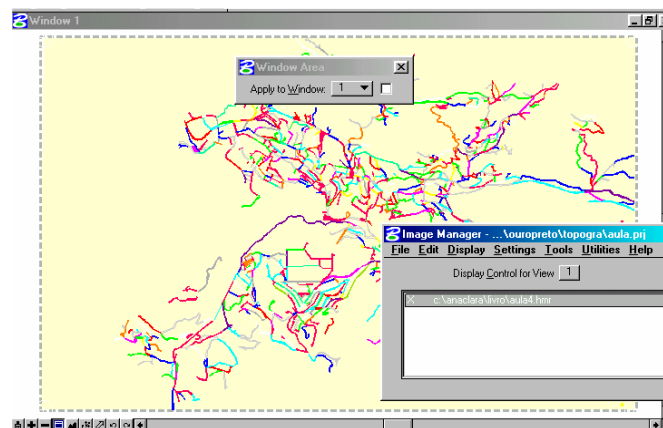 Window 1
Window Area
Apply to Window: 1
Image Manager - ...\ouropreto\topogra\aula.prj
File Edit Display Settings Tools Utilities Help
Display Control for View 1
X c:\anaclara\livro\aula4.hmr